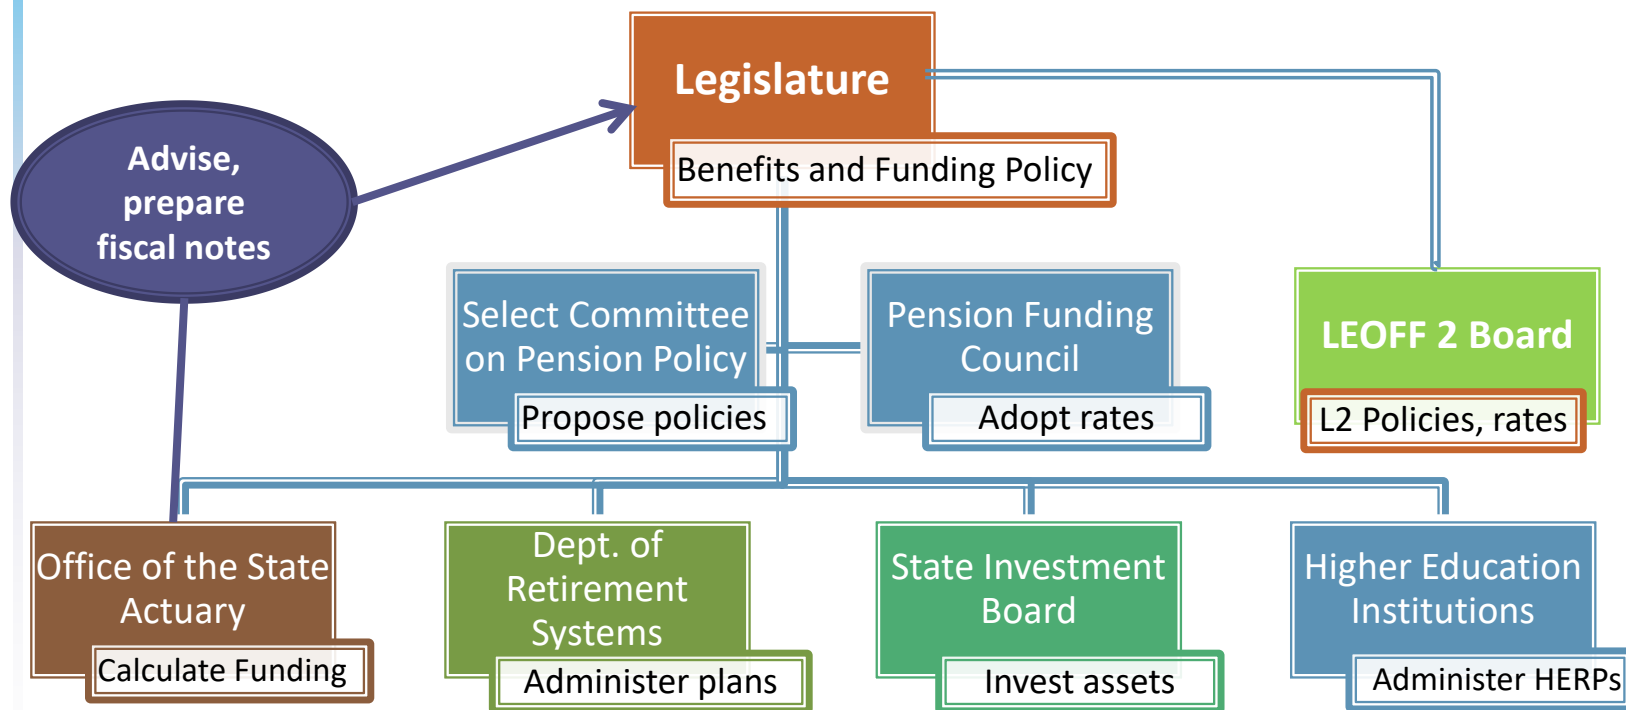 Legislature
Benefits and Funding Policy
Advise,
prepare
fiscal notes
Select Committee
on Pension Policy
Propose policies
Pension Funding
Council
Adopt rates
LEOFF 2 Board
L2 Policies, rates
Office of the State
Actuary
Calculate Funding
Dept. of
Retirement
Systems
Administer plans
State Investment
Board
Invest assets
Higher Education
Institutions
Administer HERPs